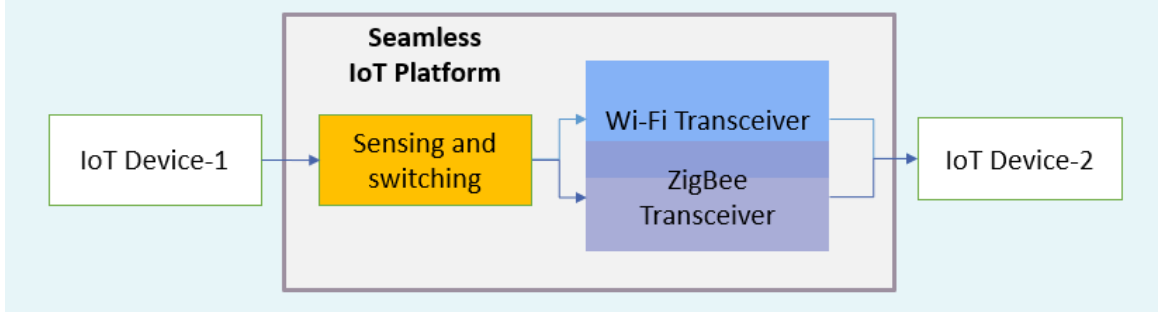 Seamless
IoT Platform
IoT Device-1
Sensing and
switching
Wi-Fi Transceiver
ZigBee
Transceiver
IoT Device-2